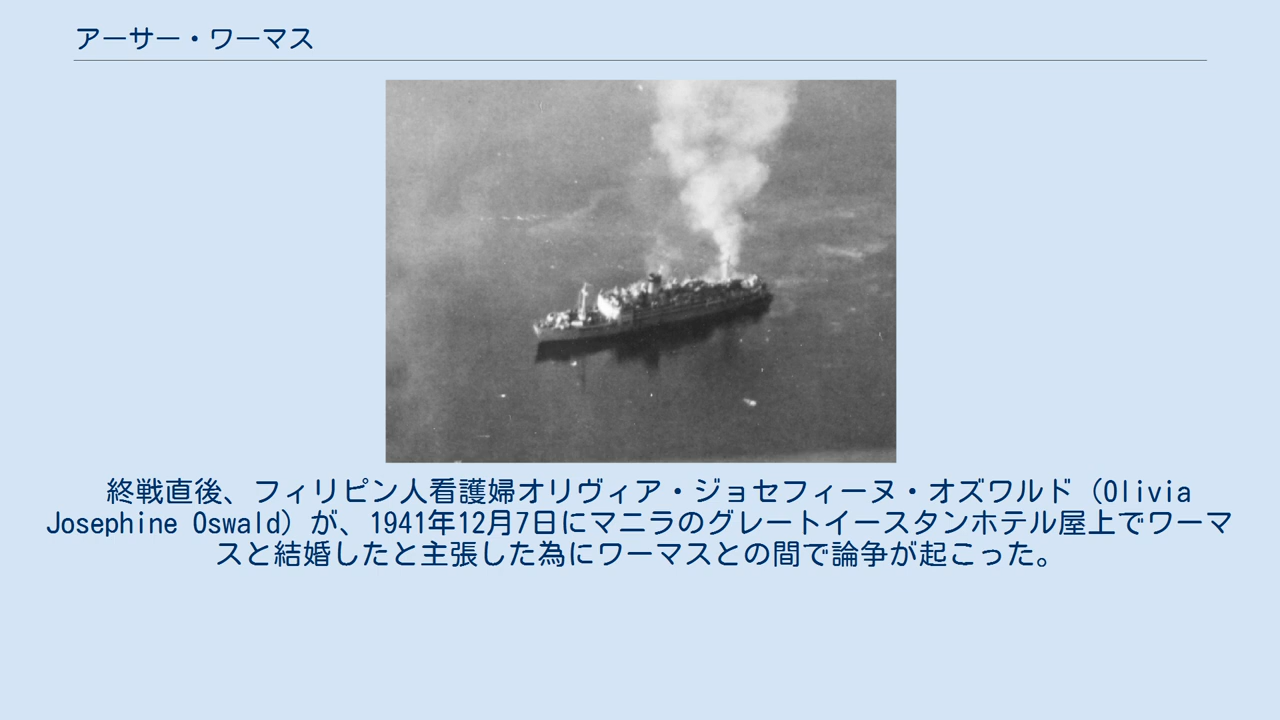 アーサー・ワーマス
終戦直後、フィリピン人看護婦オリヴィア・ジョセフィーヌ・オズワルド（Olivia
Josephine Oswald）が、1941年12月7日にマニラのグレートイースタンホテル屋上でワーマ
スと結婚したと主張した為にワーマスとの間で論争が起こった。